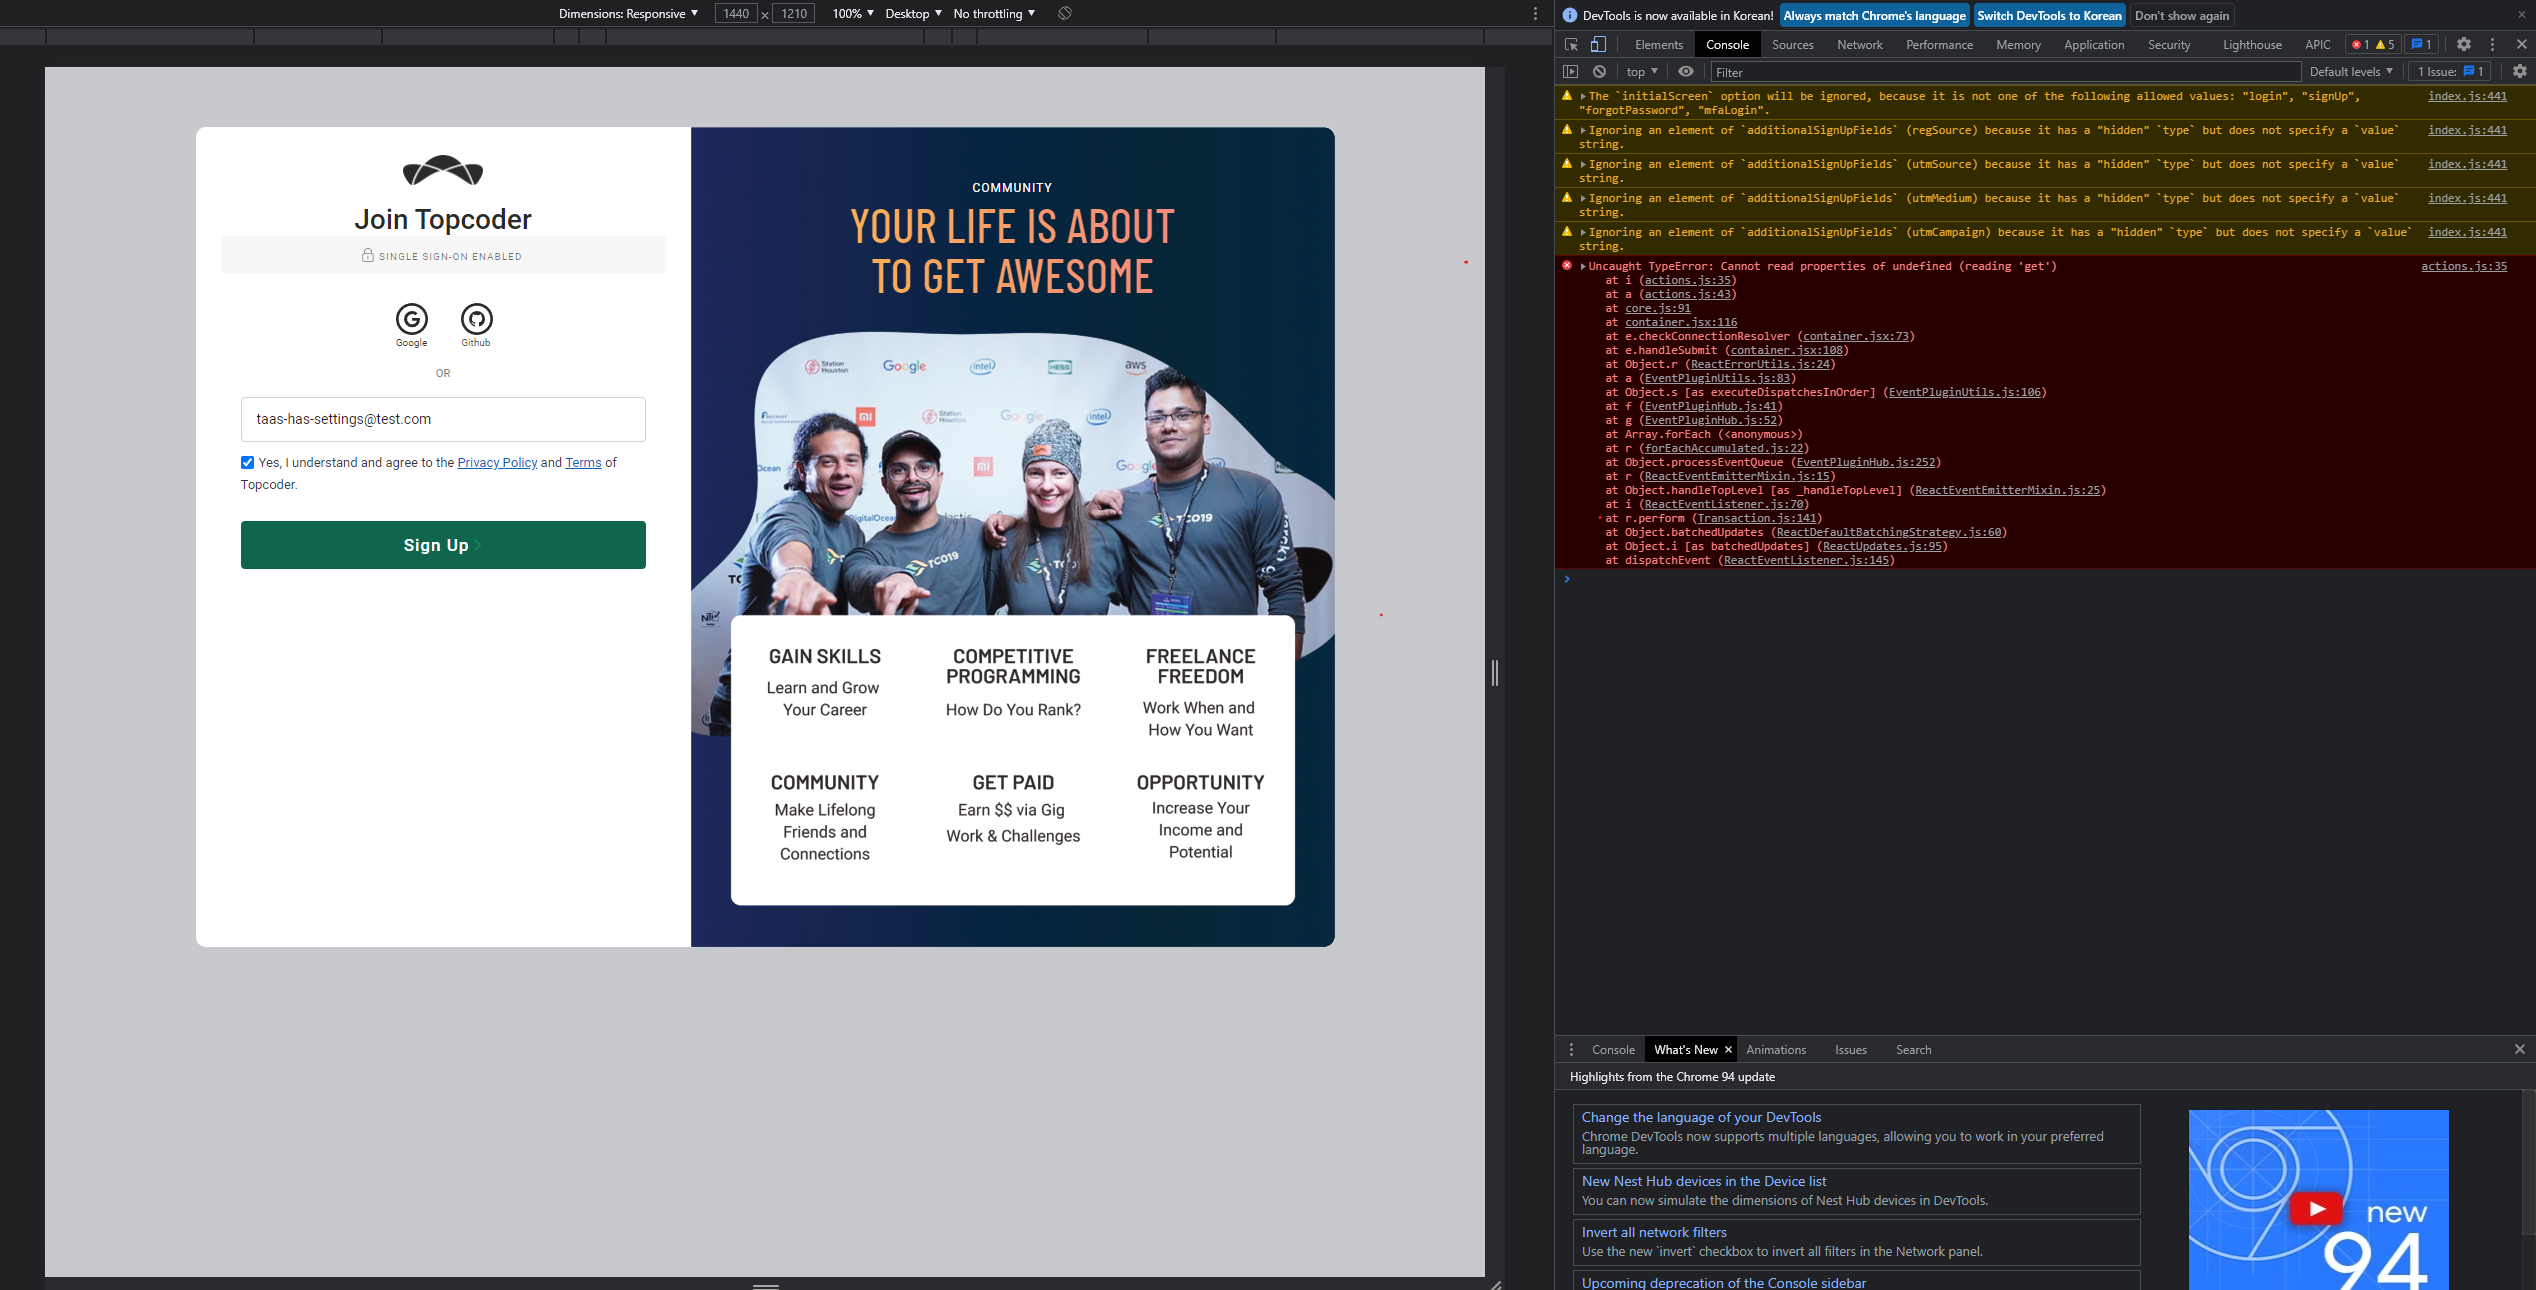 Dimensions: Responsive ▼ 1440 × 1210 100% ▼ Desktop ▼ No throttling ▼
Join Topcoder
SINGLE SIGN-ON ENABLED
Google Github
OR
taas-has-settings@test.com
Yes, I understand and agree to the Privacy Policy and Terms of
Topcoder.
Sign Up
COMMUNITY
YOUR LIFE IS ABOUT
TO GET AWESOME
Station Houston Google intel HESS aws
mi Station Houston Google intel
Ocean mi Google
DigitalOcean
TCO19 TCO19
GAIN SKILLS
Learn and Grow
Your Career
COMPETITIVE
PROGRAMMING
How Do You Rank?
FREELANCE
FREEDOM
Work When and
How You Want
COMMUNITY
Make Lifelong
Friends and
Connections
GET PAID
Earn $$ via Gig
Work & Challenges
OPPORTUNITY
Increase Your
Income and
Potential
DevTools is now available in Korean! Always match Chrome's language Switch DevTools to Korean Don't show again
Elements Console Sources Network Performance Memory Application Security Lighthouse APIC 1 5 1
top ▼ Filter Default levels ▼ 1 Issue: 1
The `initialScreen` option will be ignored, because it is not one of the following allowed values: "login", "signUp", index.js:441
"forgotPassword", "mfaLogin".
Ignoring an element of `additionalSignUpFields` (regSource) because it has a "hidden" `type` but does not specify a `value` index.js:441
string.
Ignoring an element of `additionalSignUpFields` (utmSource) because it has a "hidden" `type` but does not specify a `value` index.js:441
string.
Ignoring an element of `additionalSignUpFields` (utmMedium) because it has a "hidden" `type` but does not specify a `value` index.js:441
string.
Ignoring an element of `additionalSignUpFields` (utmCampaign) because it has a "hidden" `type` but does not specify a `value` index.js:441
string.
Uncaught TypeError: Cannot read properties of undefined (reading 'get') actions.js:35
at i (actions.js:35)
at a (actions.js:43)
at core.js:91
at container.jsx:116
at e.checkConnectionResolver (container.jsx:73)
at e.handleSubmit (container.jsx:108)
at Object.r (ReactErrorUtils.js:24)
at a (EventPluginUtils.js:83)
at Object.s [as executeDispatchesInOrder] (EventPluginUtils.js:106)
at f (EventPluginHub.js:41)
at g (EventPluginHub.js:52)
at Array.forEach (<anonymous>)
at r (forEachAccumulated.js:22)
at Object.processEventQueue (EventPluginHub.js:252)
at r (ReactEventEmitterMixin.js:15)
at Object.handleTopLevel [as _handleTopLevel] (ReactEventEmitterMixin.js:25)
at i (ReactEventListener.js:70)
at r.perform (Transaction.js:141)
at Object.batchedUpdates (ReactDefaultBatchingStrategy.js:60)
at Object.i [as batchedUpdates] (ReactUpdates.js:95)
at dispatchEvent (ReactEventListener.js:145)
Console What's New × Animations Issues Search
Highlights from the Chrome 94 update
Change the language of your DevTools
Chrome DevTools now supports multiple languages, allowing you to work in your preferred
language.
New Nest Hub devices in the Device list
You can now simulate the dimensions of Nest Hub devices in DevTools.
Invert all network filters
Use the new `invert` checkbox to invert all filters in the Network panel.
Upcoming deprecation of the Console sidebar
new
94